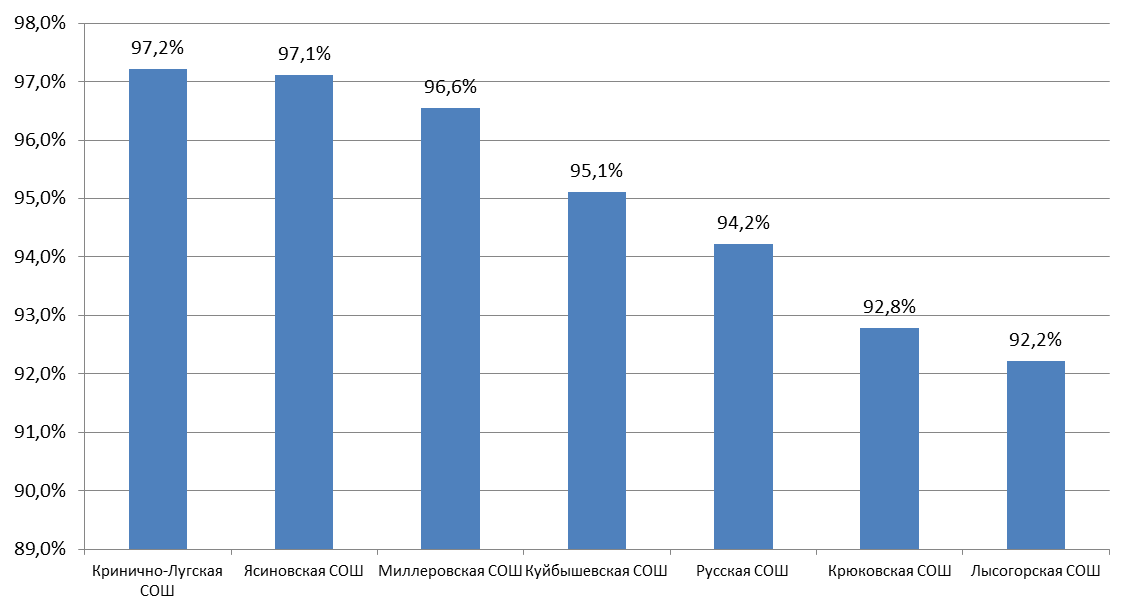 98,0%
97,0%
96,0%
95,0%
94,0%
93,0%
92,0%
91,0%
90,0%
89,0%
97,2%
97,1%
96,6%
95,1%
94,2%
92,8%
92,2%
Кринично-Лугская
СОШ
Ясиновская СОШ
Миллеровская СОШ
Куйбышевская СОШ
Русская СОШ
Крюковская СОШ
Лысогорская СОШ